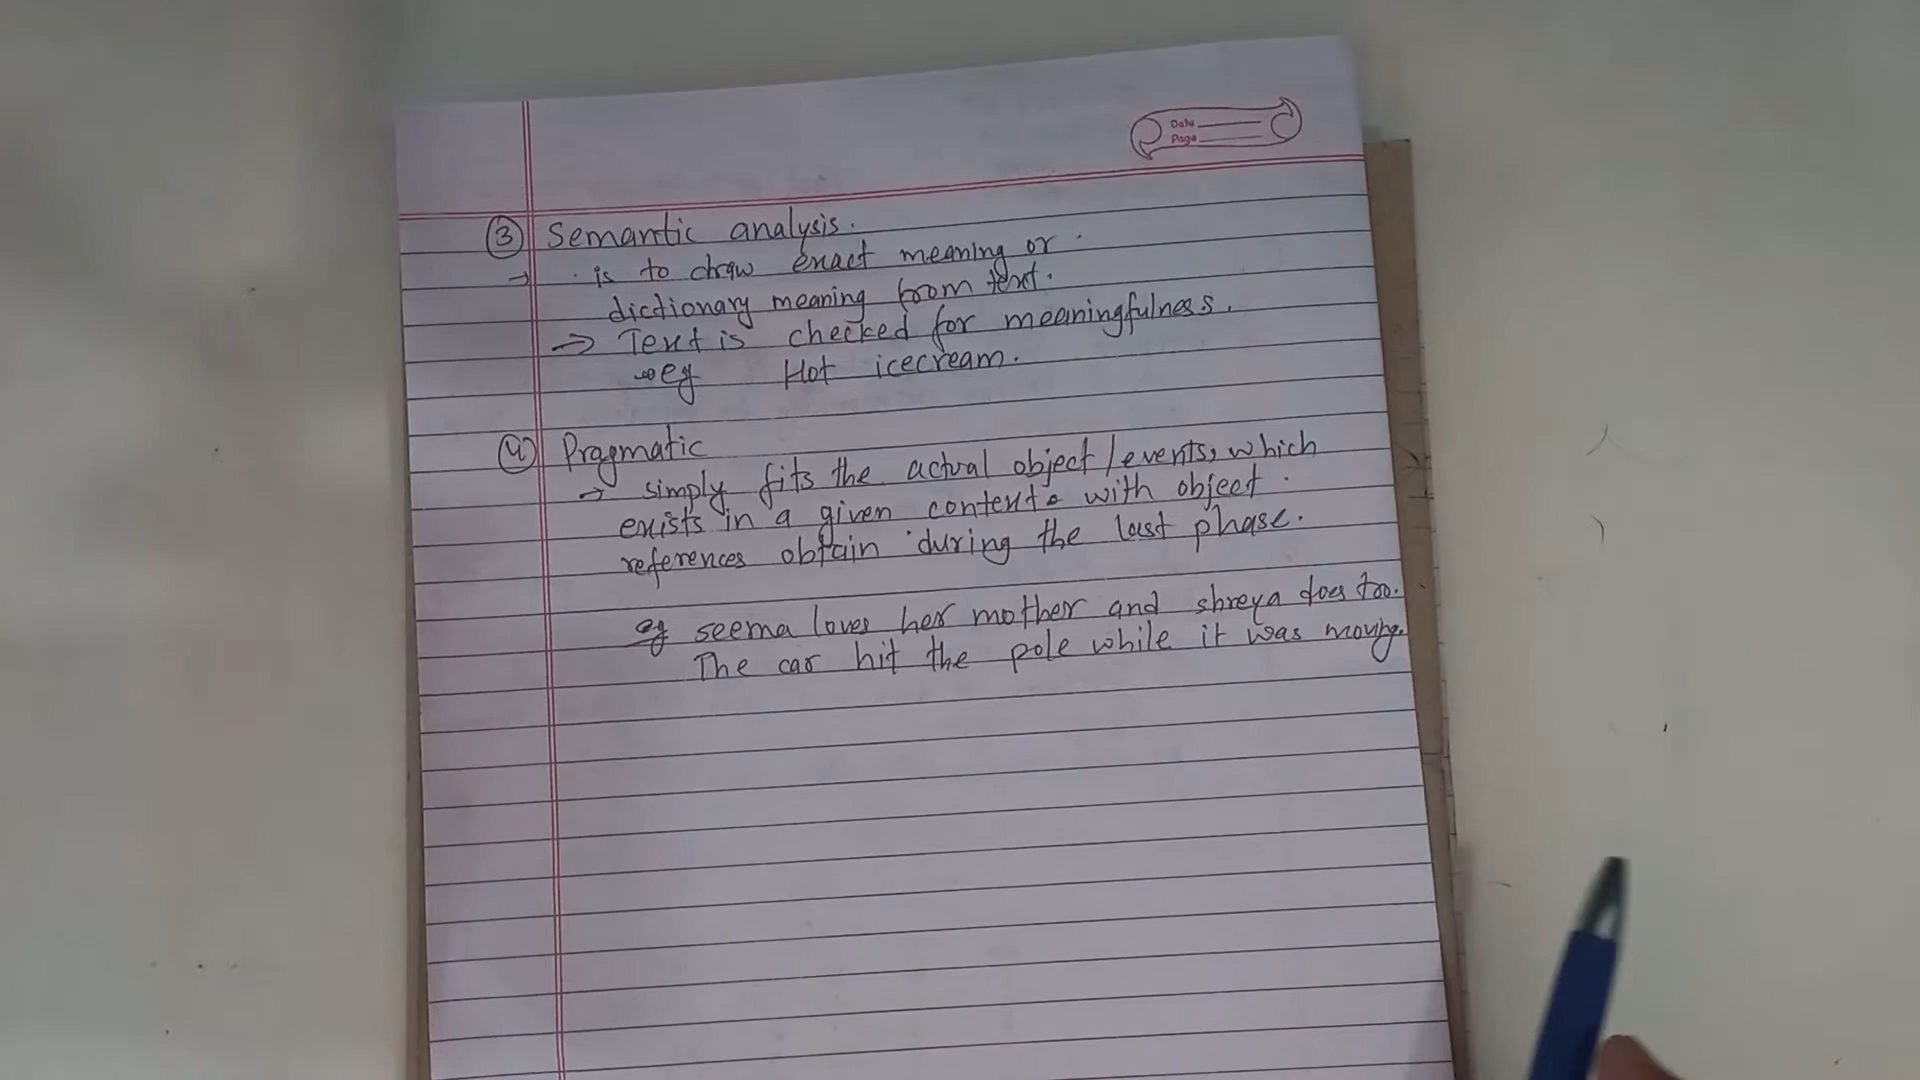 Date
Page
③ Semantic analysis.
→ is to draw exact meaning or
dictionary meaning from text.
→ Text is checked for meaningfulness.
eg Hot icecream.
④ Pragmatic
→ simply fits the actual object / events, which
exists in a given context with object
references obtain during the last phase.
eg seema loves her mother and shreya does too.
The car hit the pole while it was moving.